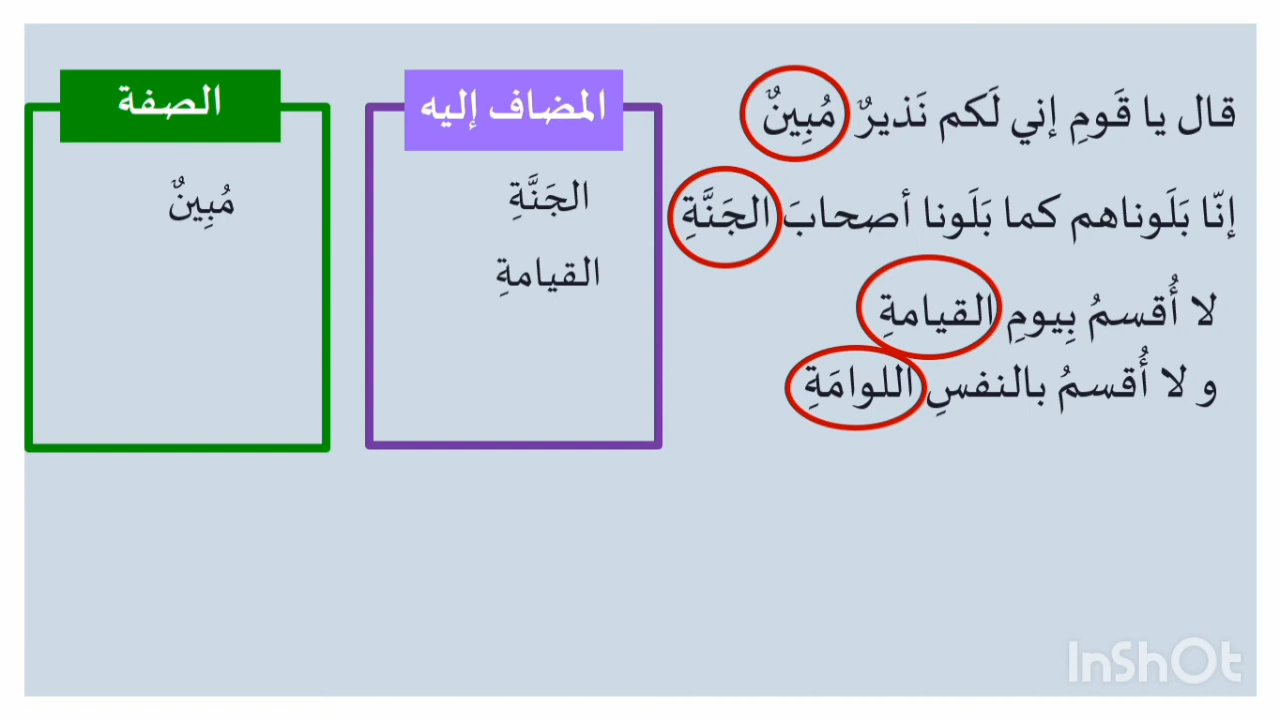 قال يا قَومِ إني لَكم نَذيرٌ مُبِينٌ
إنّا بَلَوناهم كما بَلَونا أصحابَ الجَنَّةِ
لا أُقسمُ بِيومِ القيامةِ
و لا أُقسمُ بالنفسِ اللوامَةِ
المضاف إليه
الجَنَّةِ
القيامةِ
الصفة
مُبِينٌ
InShOt